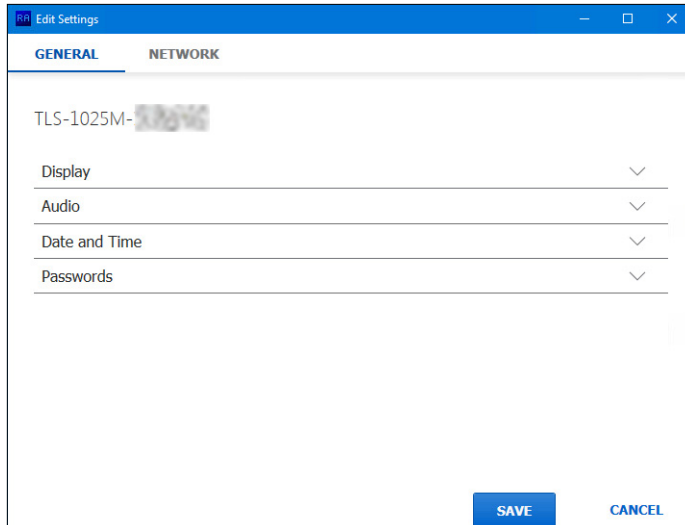 RA Edit Settings
GENERAL NETWORK
TLS-1025M-
Display
Audio
Date and Time
Passwords
SAVE CANCEL